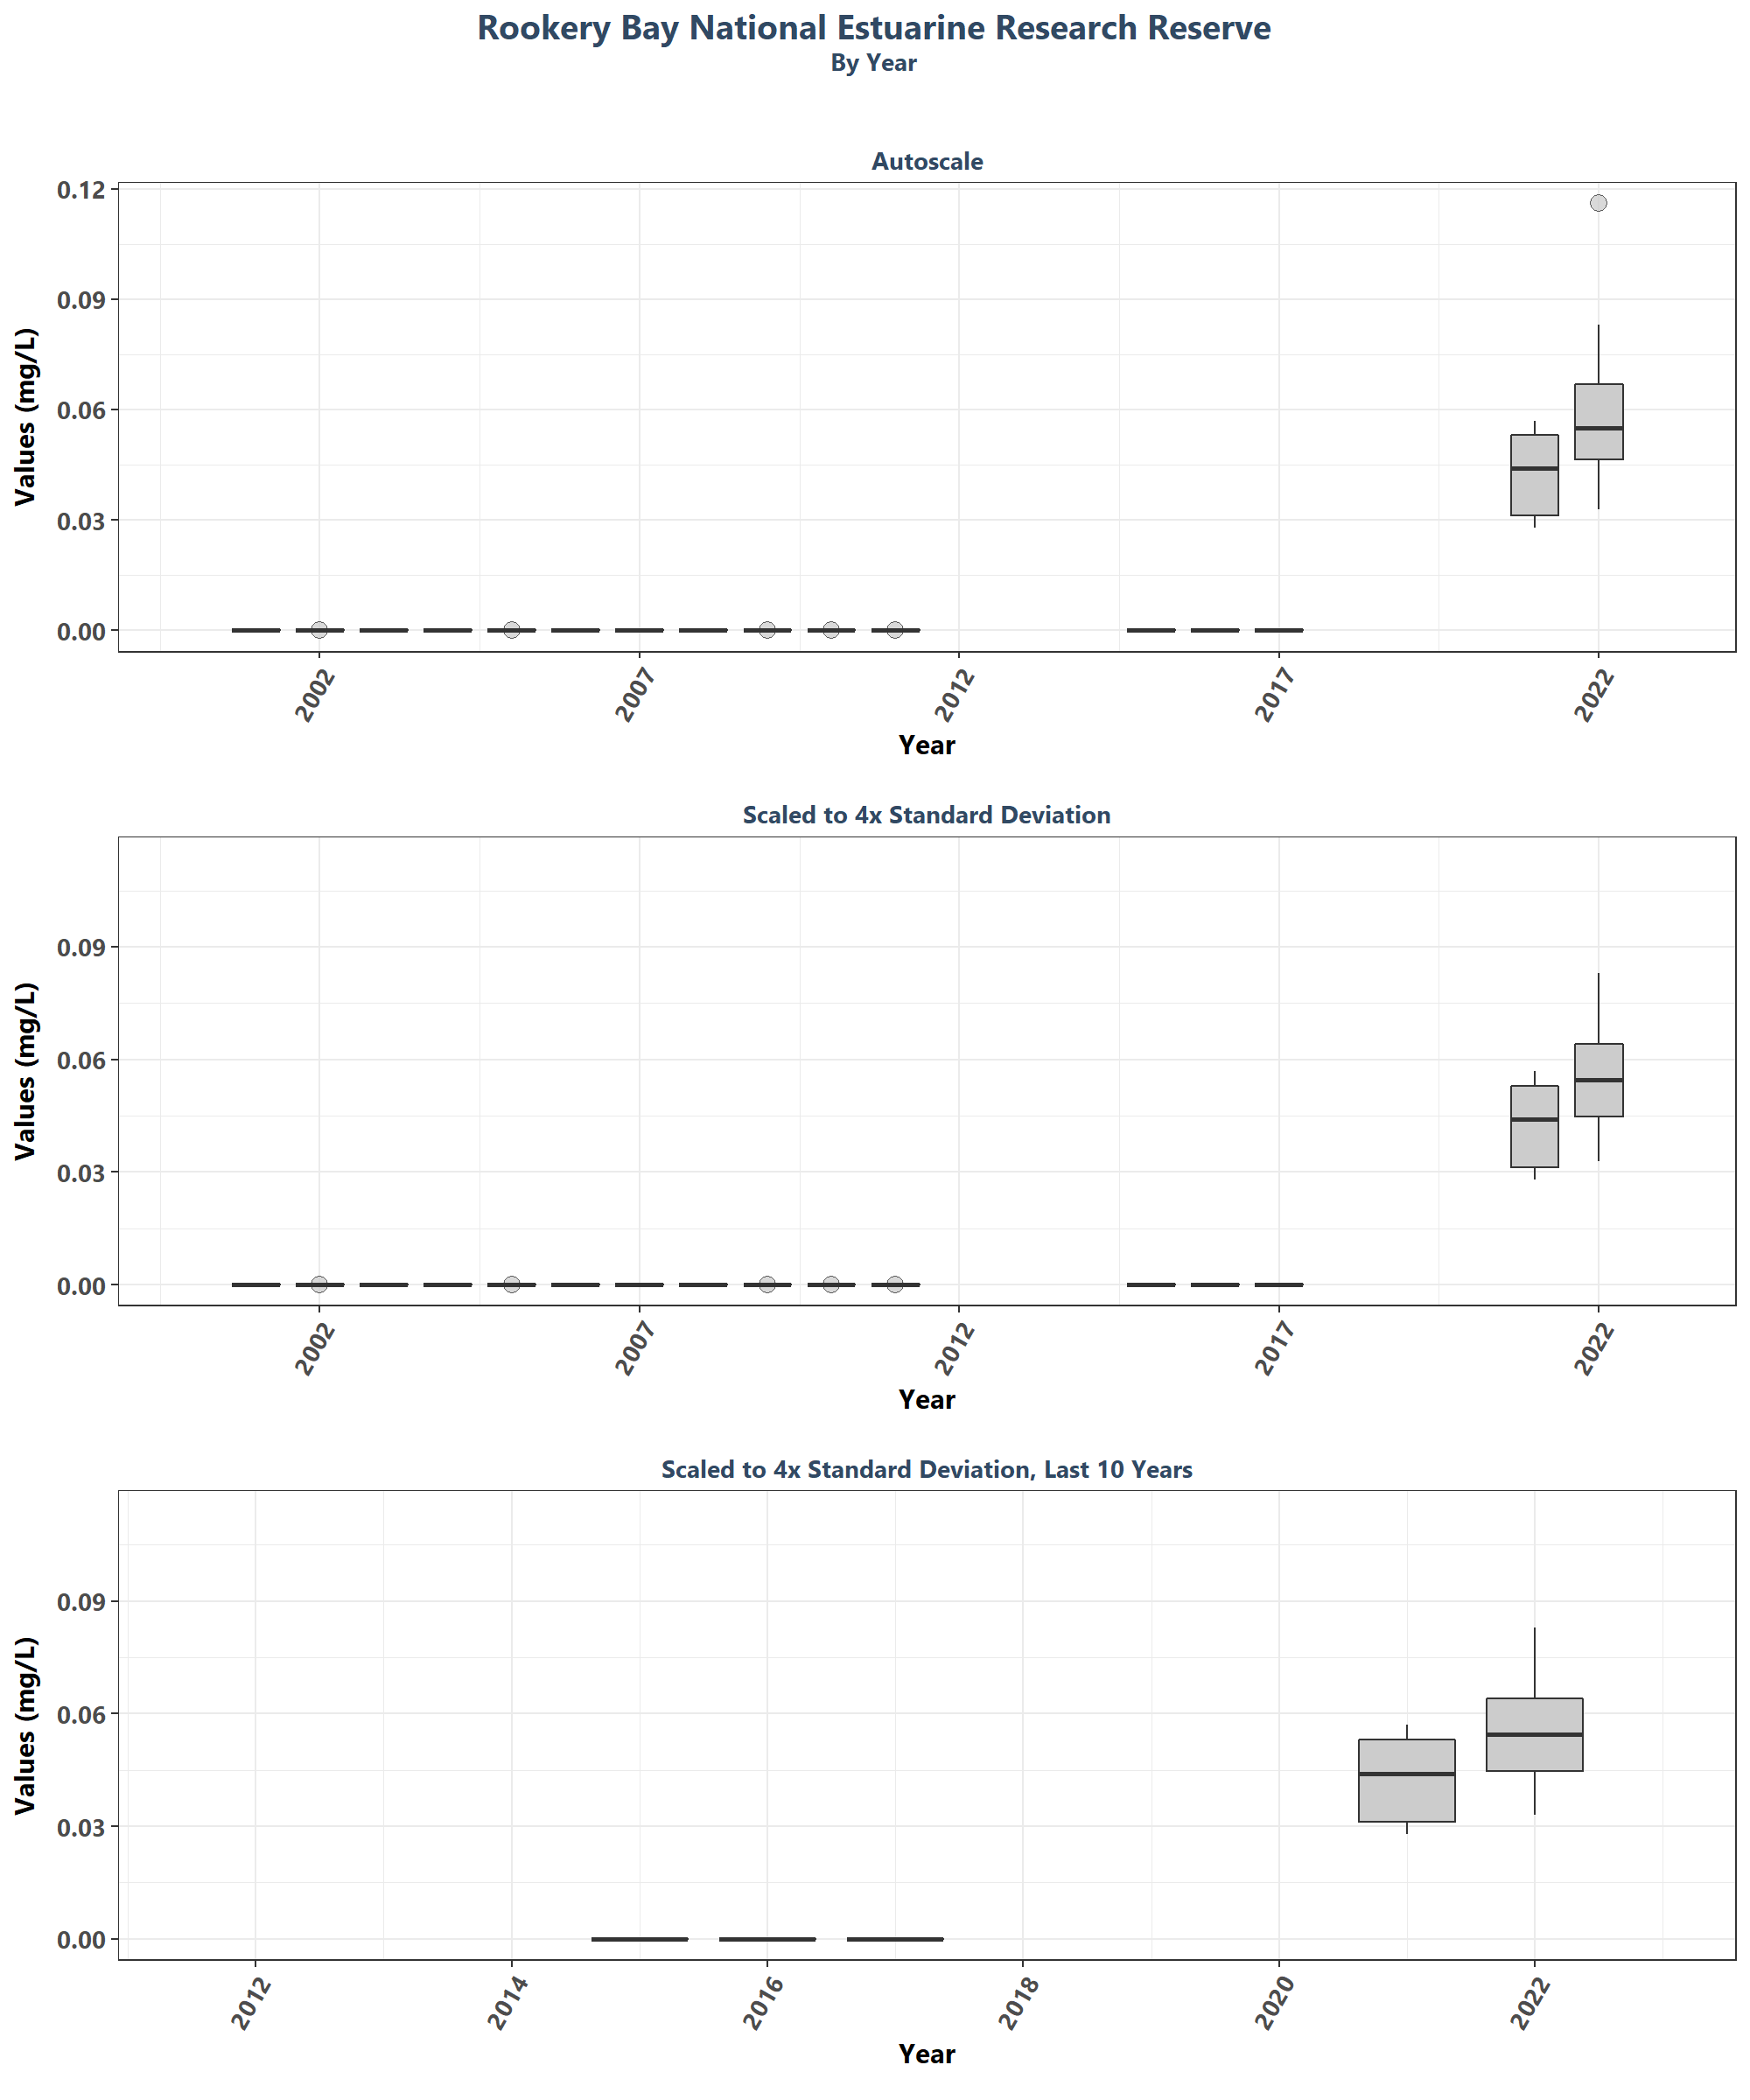 Rookery Bay National Estuarine Research Reserve
By Year
Autoscale
Values (mg/L)
0.12
0.09
0.06
0.03
0.00
2002 2007 2012 2017 2022
Year
Scaled to 4x Standard Deviation
Values (mg/L)
0.09
0.06
0.03
0.00
2002 2007 2012 2017 2022
Year
Scaled to 4x Standard Deviation, Last 10 Years
Values (mg/L)
0.09
0.06
0.03
0.00
2012 2014 2016 2018 2020 2022
Year